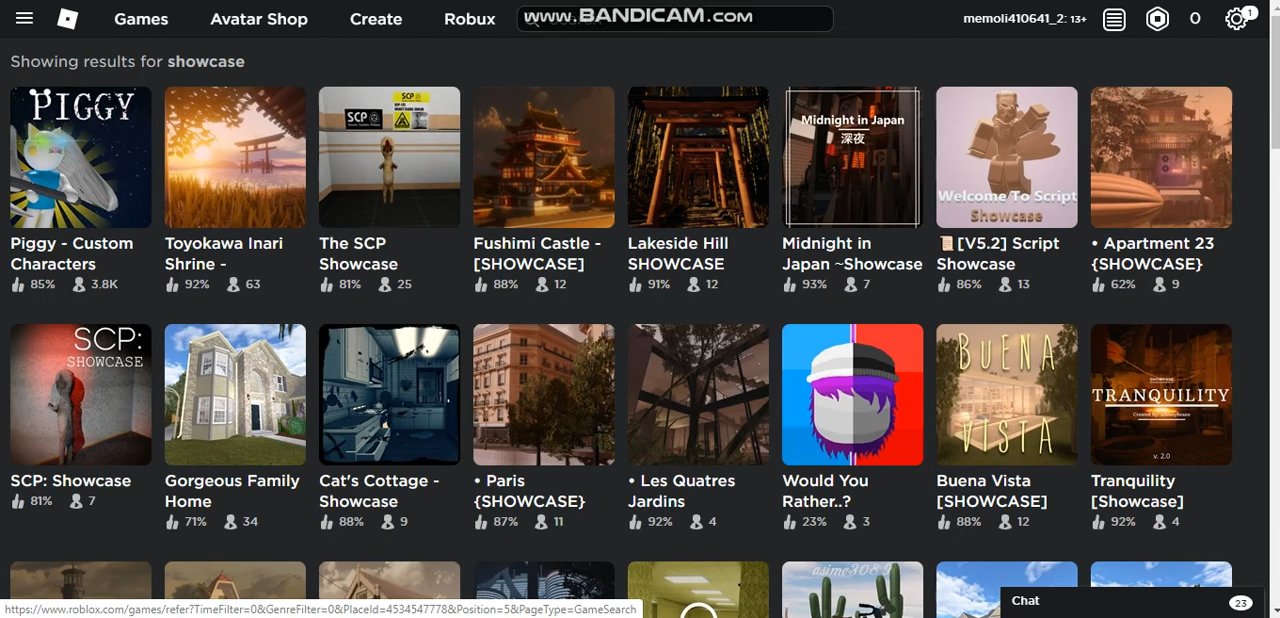 Games
Avatar Shop
Create
Robux
www.BANDICAM.com
memoli410641_2: 13+
0
1
Showing results for showcase
PIGGY
SCP
SCP
Midnight in Japan
深夜
Welcome To Script
Showcase
Piggy - Custom Characters
85% 3.8K
Toyokawa Inari Shrine -
92% 63
The SCP Showcase
81% 25
Fushimi Castle - [SHOWCASE]
88% 12
Lakeside Hill SHOWCASE
91% 12
Midnight in Japan ~Showcase
93% 7
📜[V5.2] Script Showcase
86% 13
• Apartment 23 {SHOWCASE}
62% 9
SCP:
SHOWCASE
BUENA
VISTA
SHOWCASE
TRANQUILITY
v. 2.0
SCP: Showcase
81% 7
Gorgeous Family Home
71% 34
Cat's Cottage - Showcase
88% 9
• Paris {SHOWCASE}
87% 11
• Les Quatres Jardins
92% 4
Would You Rather..?
23% 3
Buena Vista [SHOWCASE]
88% 12
Tranquility [Showcase]
92% 4
asime3089
Chat
23
https://www.roblox.com/games/refer?TimeFilter=0&GenreFilter=0&PlaceId=4534547778&Position=5&PageType=GameSearch